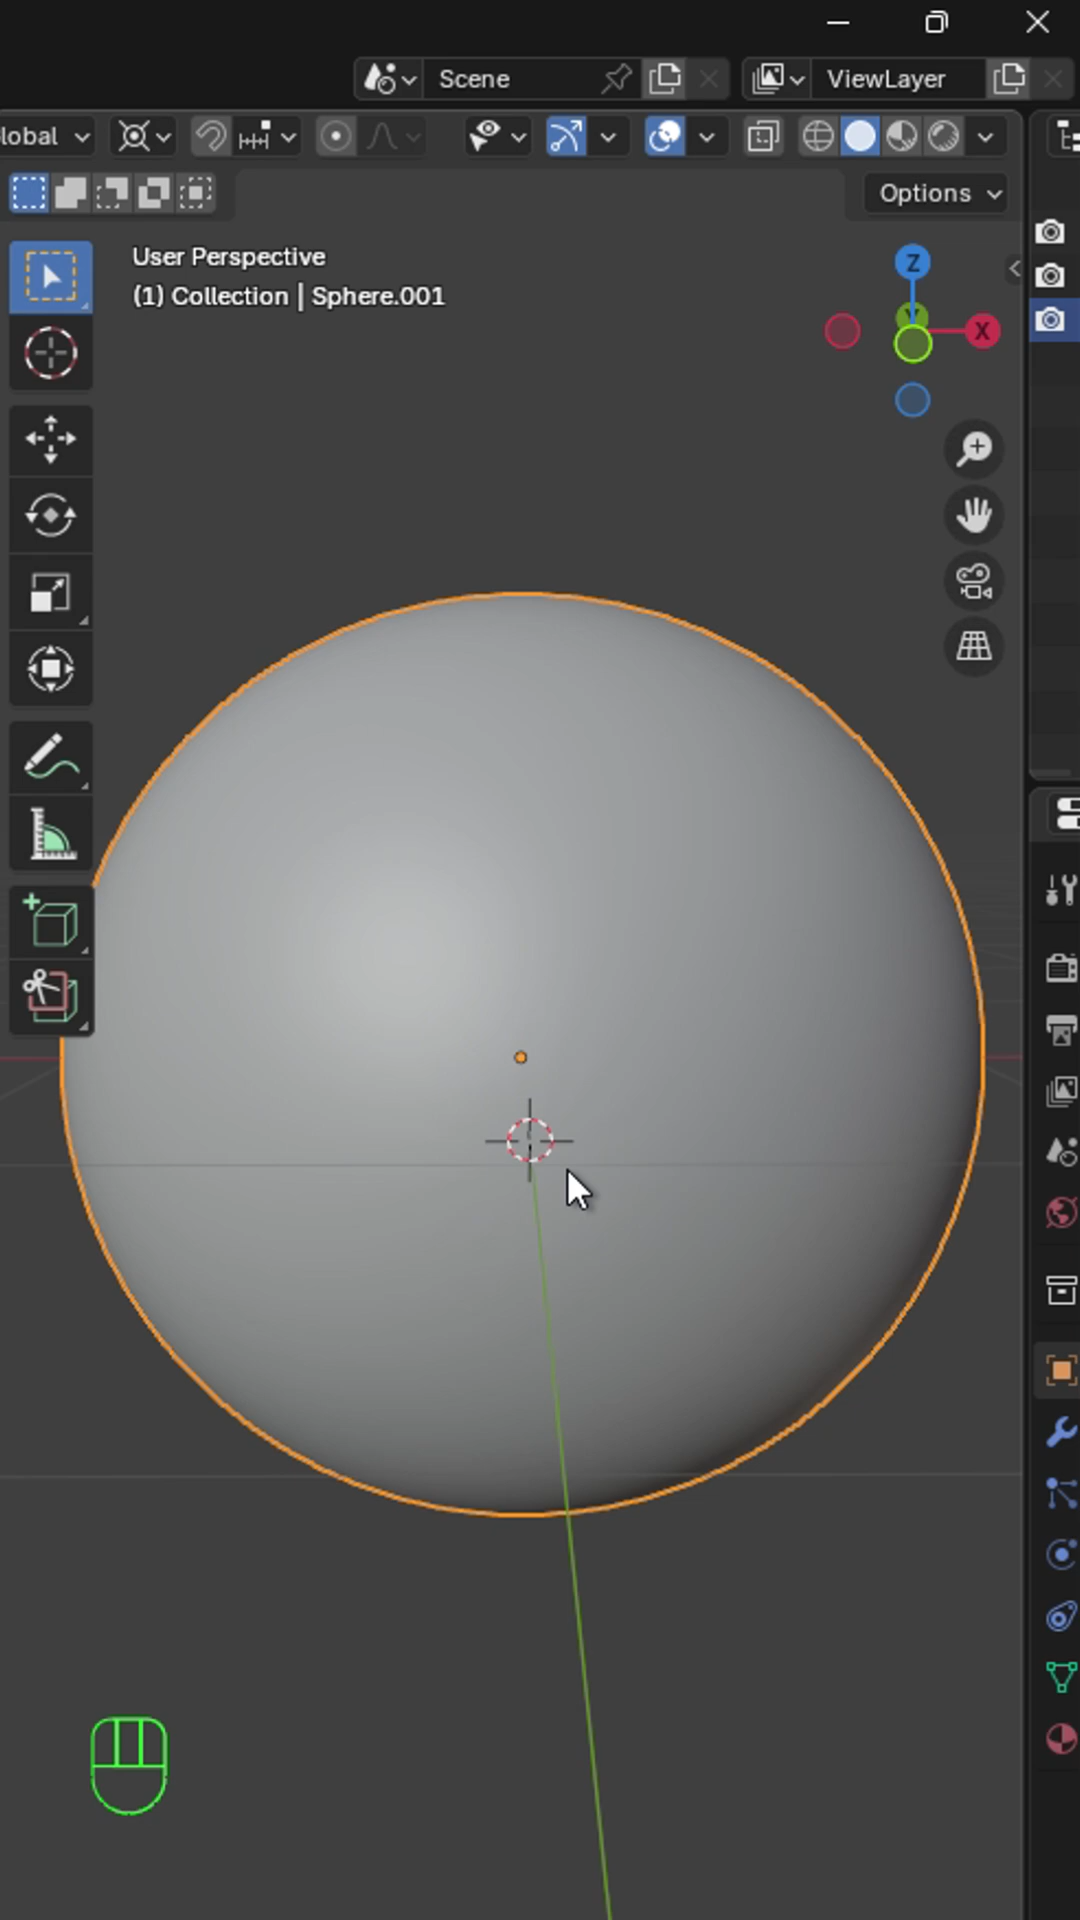 Scene
ViewLayer
lobal
Options
User Perspective
(1) Collection | Sphere.001
Z
Y
X